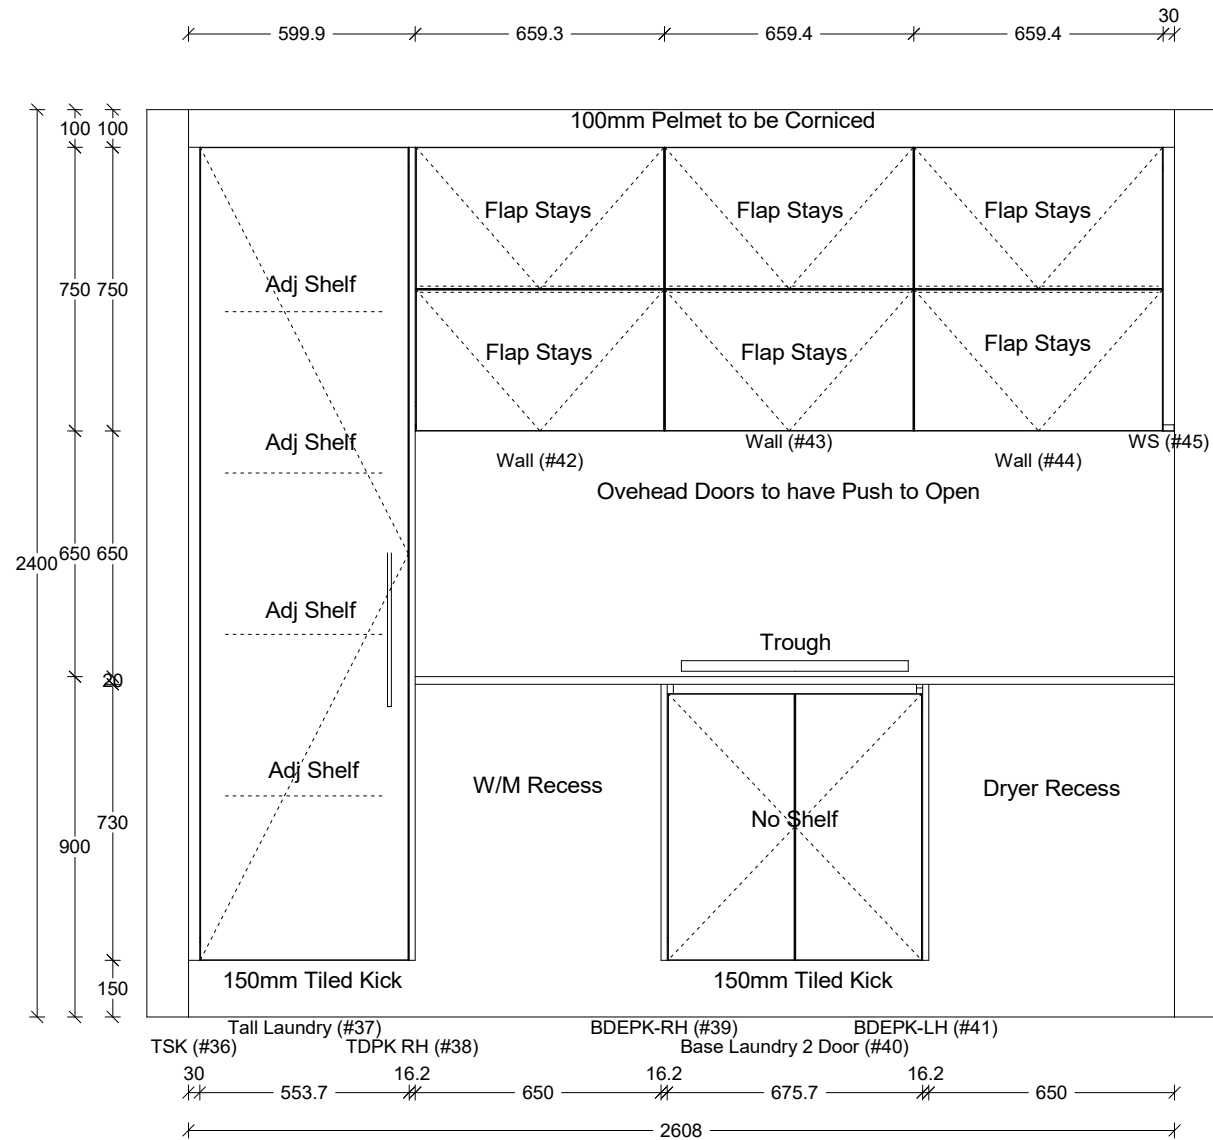 30
599.9
659.3
659.4
659.4
100mm Pelmet to be Corniced
100
100
Flap Stays
Flap Stays
Flap Stays
Adj Shelf
750
750
Flap Stays
Flap Stays
Flap Stays
Adj Shelf
Wall (#43)
WS (#45)
Wall (#42)
Wall (#44)
Ovehead Doors to have Push to Open
2400
650
650
Adj Shelf
Trough
20
Adj Shelf
W/M Recess
Dryer Recess
No Shelf
730
900
150mm Tiled Kick
150mm Tiled Kick
150
Tall Laundry (#37)
BDEPK-RH (#39)
BDEPK-LH (#41)
TSK (#36)
TDPK RH (#38)
Base Laundry 2 Door (#40)
30
16.2
16.2
16.2
553.7
650
675.7
650
2608